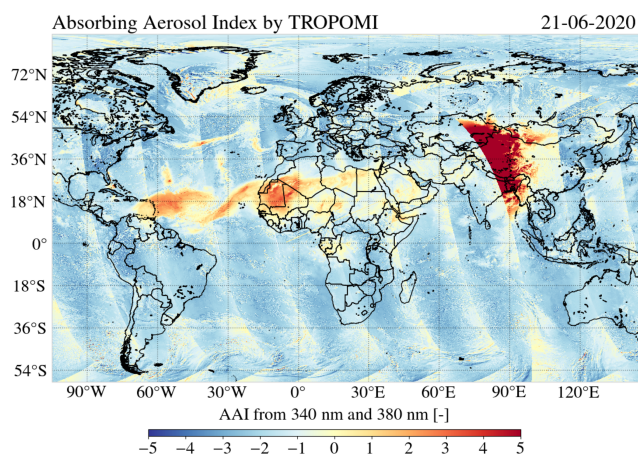 Absorbing Aerosol Index by TROPOMI 21-06-2020
72°N
54°N
36°N
18°N
0°
18°S
36°S
54°S
90°W 60°W 30°W 0° 30°E 60°E 90°E 120°E
AAI from 340 nm and 380 nm [-]
−5 −4 −3 −2 −1 0 1 2 3 4 5